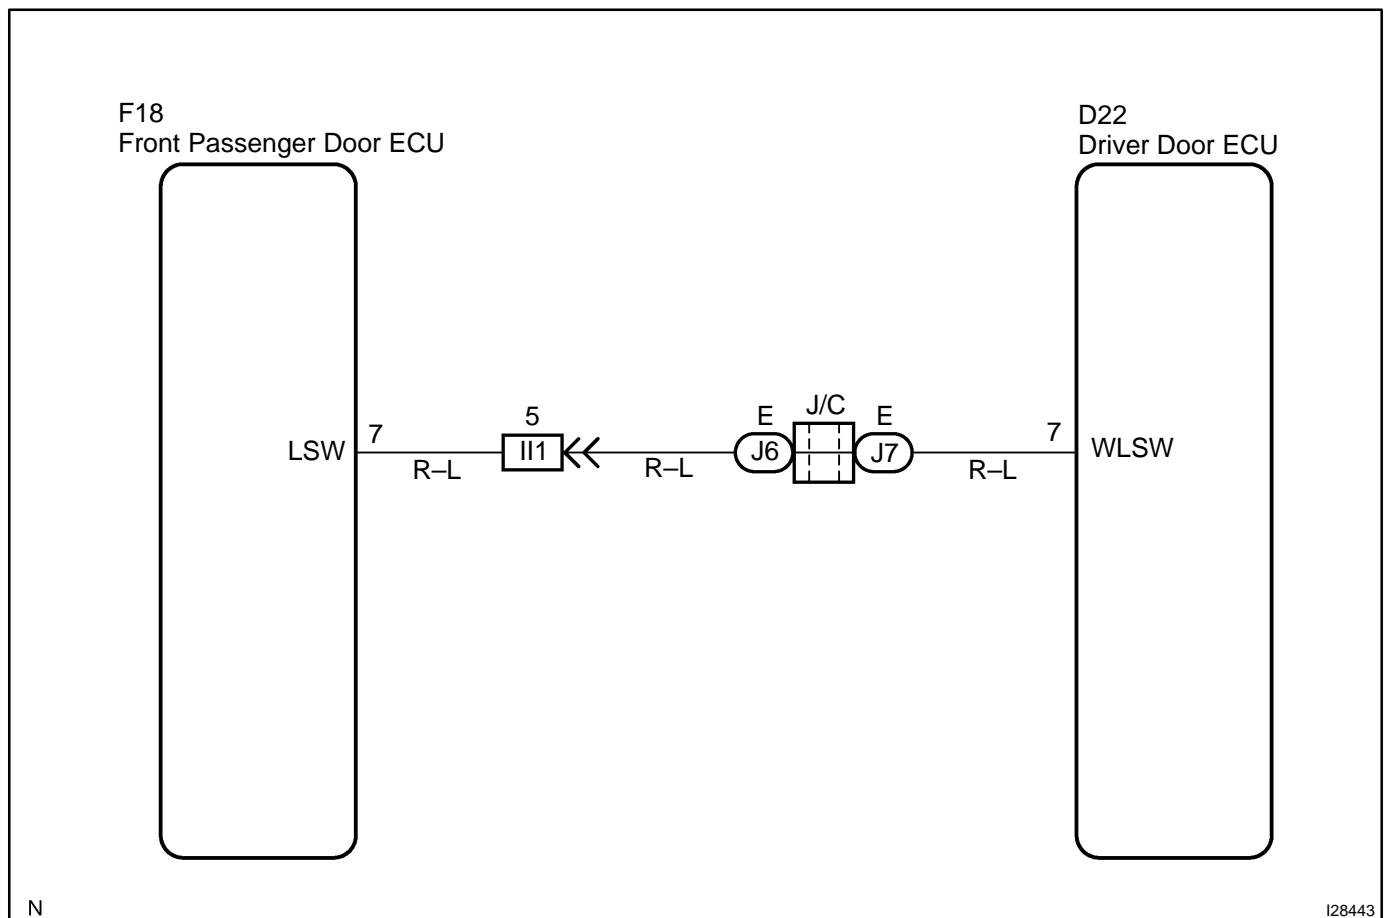 F18
Front Passenger Door ECU
D22
Driver Door ECU
LSW
7
R–L
5
II1
R–L
E
J6
J/C
E
J7
R–L
7
WLSW
N
I28443